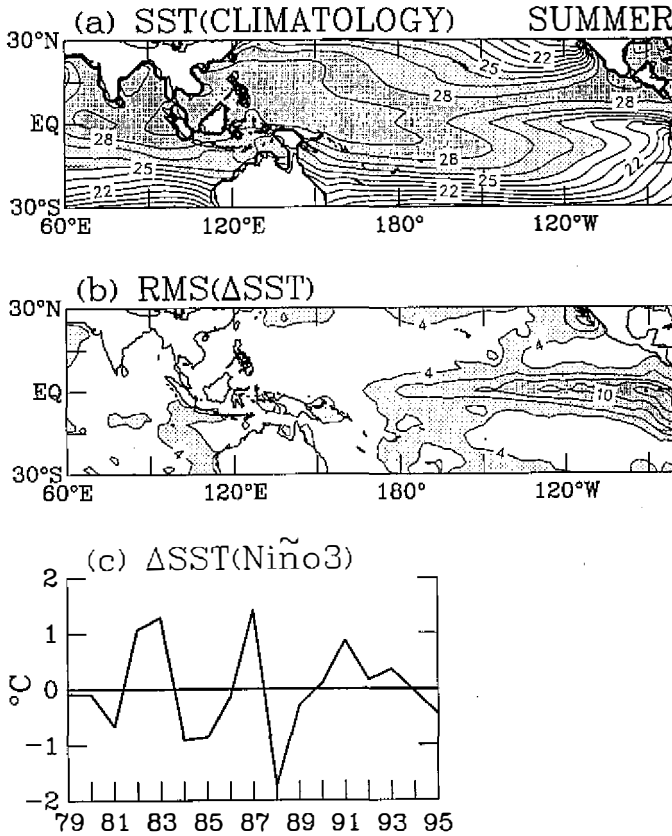 (a) SST(CLIMATOLOGY) SUMMER
30°N
EQ
30°S
25 22
28 28
28
25 28 25 22
22 22
60°E 120°E 180° 120°W
(b) RMS(ΔSST)
30°N
EQ
30°S
4
4
4
10
4
4
60°E 120°E 180° 120°W
(c) ΔSST(Niño3)
°C
2
1
0
-1
-2
79 81 83 85 87 89 91 93 95